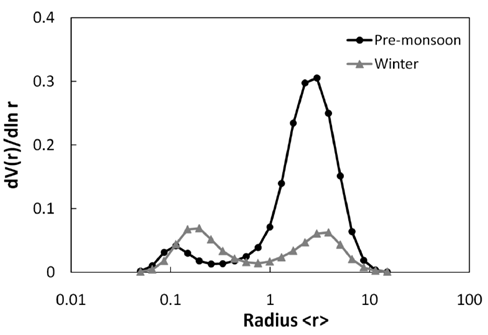 0.4
Pre-monsoon
Winter
0.3
0.2
0.1
0
dV(r)/dln r
0.01 0.1 1 10 100
Radius <r>